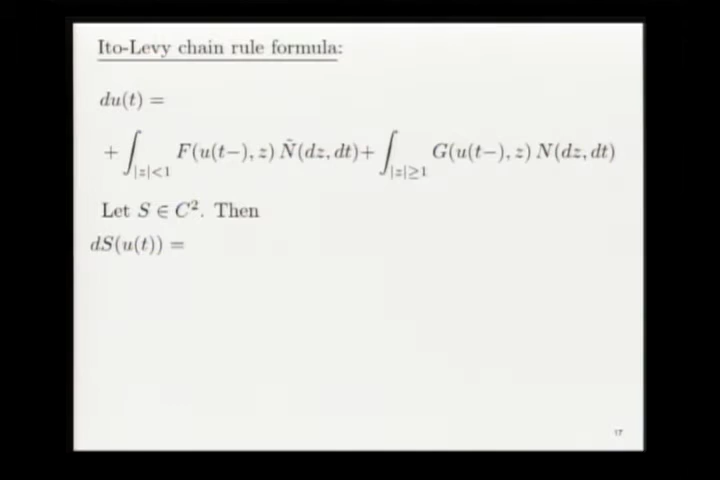 Ito-Levy chain rule formula:
du(t) =
+ ∫_{|z|<1} F(u(t−), z) Ñ(dz, dt) + ∫_{|z|≥1} G(u(t−), z) N(dz, dt)
Let S ∈ C². Then
dS(u(t)) =
17